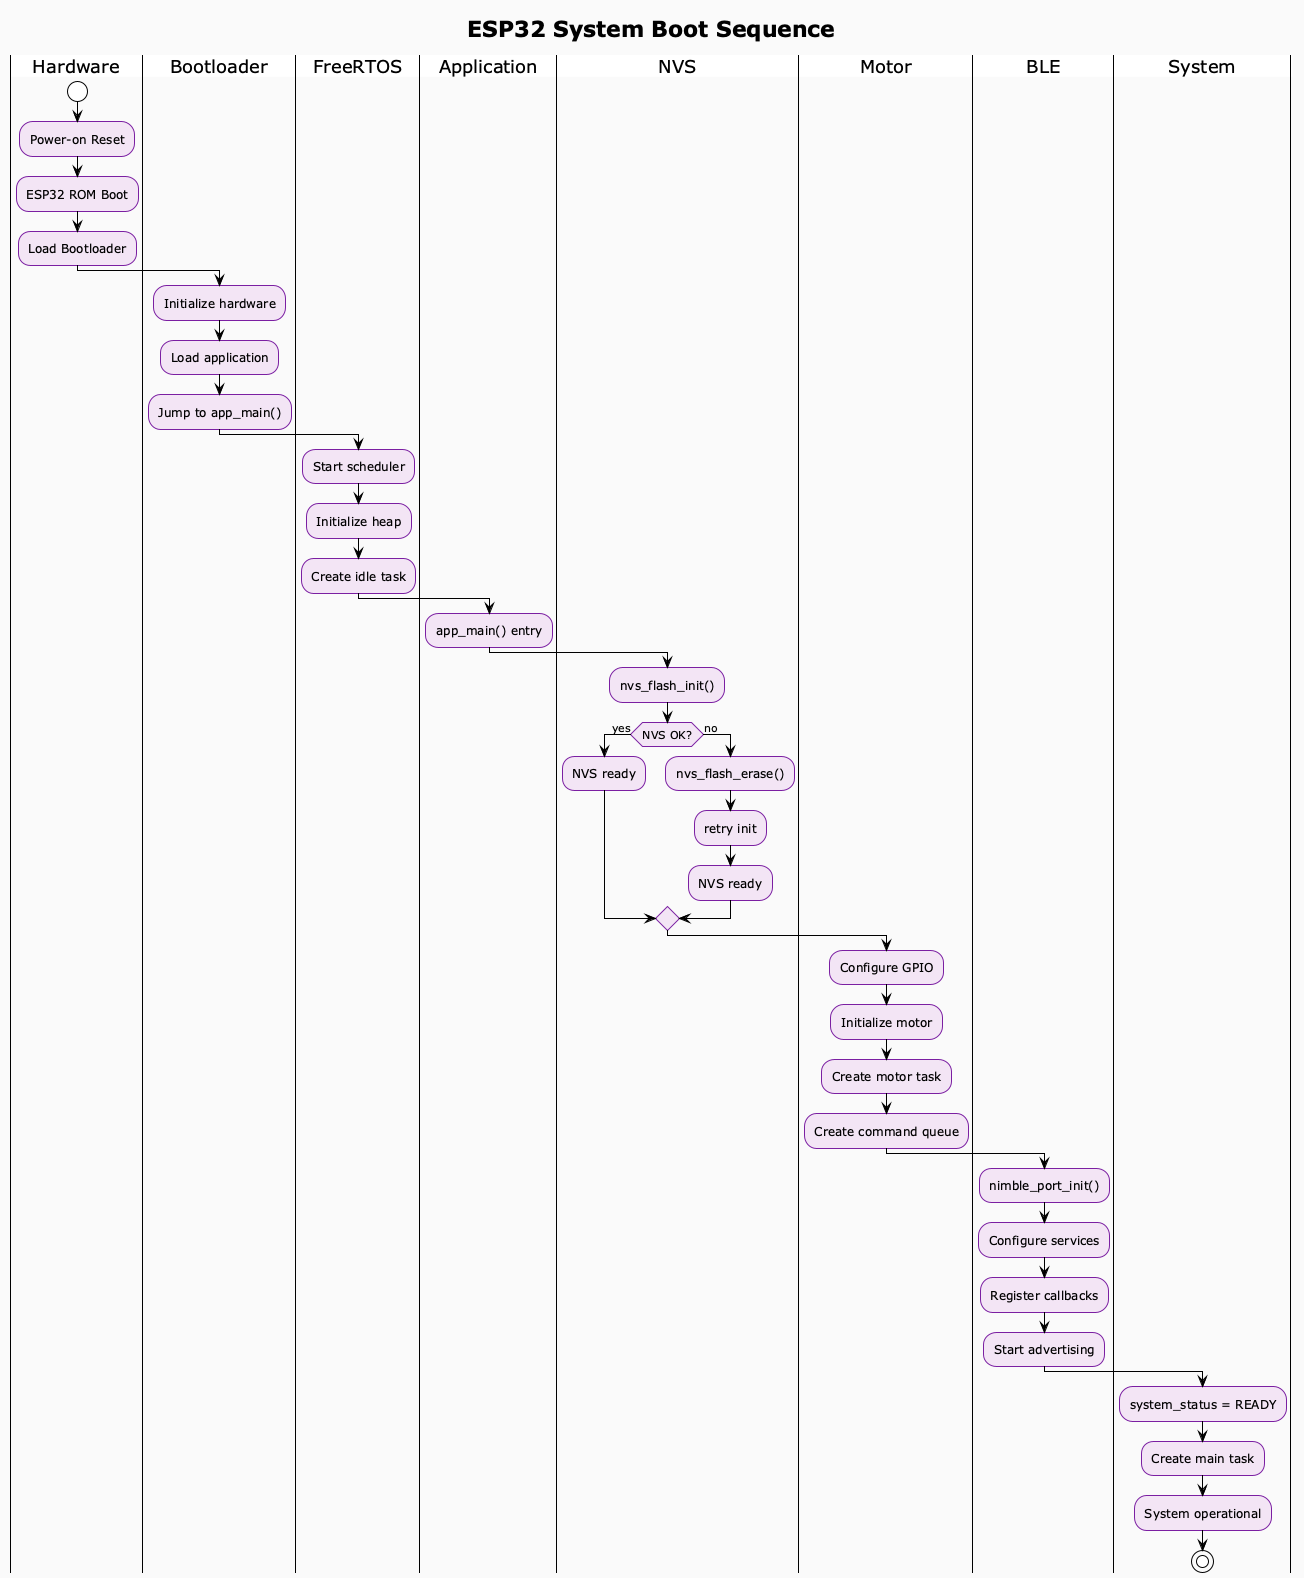 ESP32 System Boot Sequence
Hardware
Bootloader
FreeRTOS
Application
NVS
Motor
BLE
System
Power-on Reset
ESP32 ROM Boot
Load Bootloader
Initialize hardware
Load application
Jump to app_main()
Start scheduler
Initialize heap
Create idle task
app_main() entry
nvs_flash_init()
yes
NVS OK?
no
NVS ready
nvs_flash_erase()
retry init
NVS ready
Configure GPIO
Initialize motor
Create motor task
Create command queue
nimble_port_init()
Configure services
Register callbacks
Start advertising
system_status = READY
Create main task
System operational